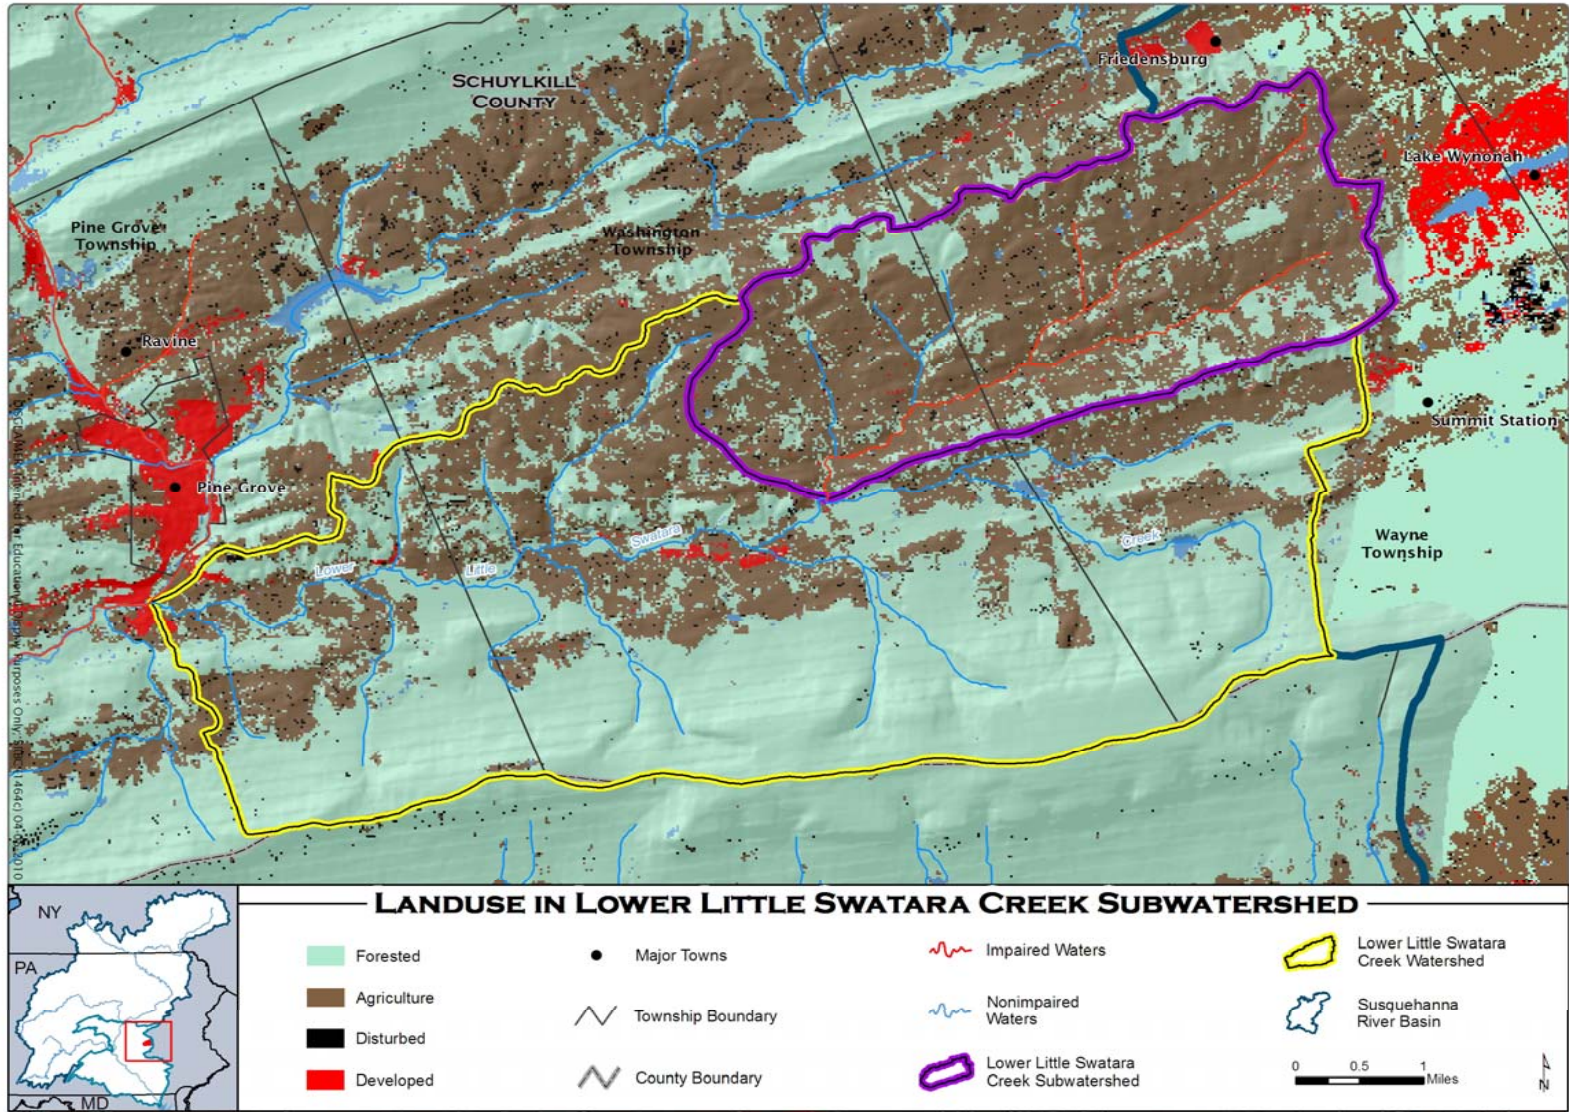 SCHUYLKILL
COUNTY
Friedensburg
Lake Wynonah
Pine Grove
Township
Washington
Township
Ravine
Summit Station
Pine Grove
Wayne
Township
Swatara
Creek
Lower
Little
LANDUSE IN LOWER LITTLE SWATARA CREEK SUBWATERSHED
NY
PA
MD
Forested
Agriculture
Disturbed
Developed
Major Towns
Township Boundary
County Boundary
Impaired Waters
Nonimpaired
Waters
Lower Little Swatara
Creek Subwatershed
Lower Little Swatara
Creek Watershed
Susquehanna
River Basin
0 0.5 1
Miles
N